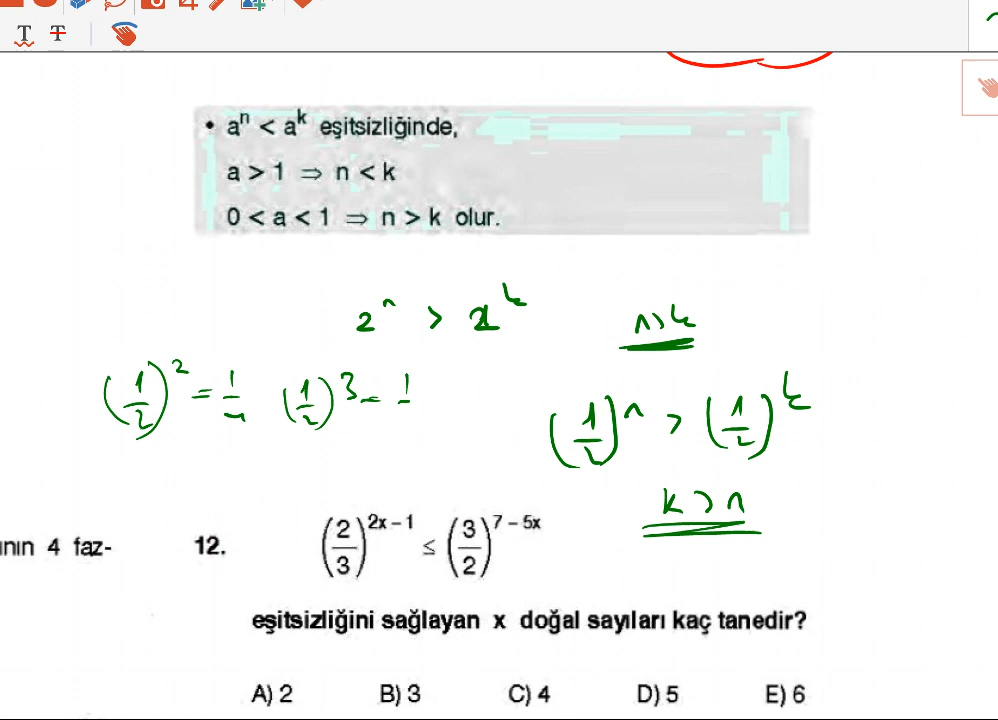 • aⁿ < aᵏ eşitsizliğinde,
a > 1 ⇒ n < k
0 < a < 1 ⇒ n > k olur.
2ⁿ > 2ᵏ
n>k
(1/2)² = 1/4 (1/2)³ = 1
(1/2)ⁿ > (1/2)ᵏ
k > n
nın 4 faz-
12. (2/3)^(2x – 1) ≤ (3/2)^(7 – 5x)
eşitsizliğini sağlayan x doğal sayıları kaç tanedir?
A) 2 B) 3 C) 4 D) 5 E) 6